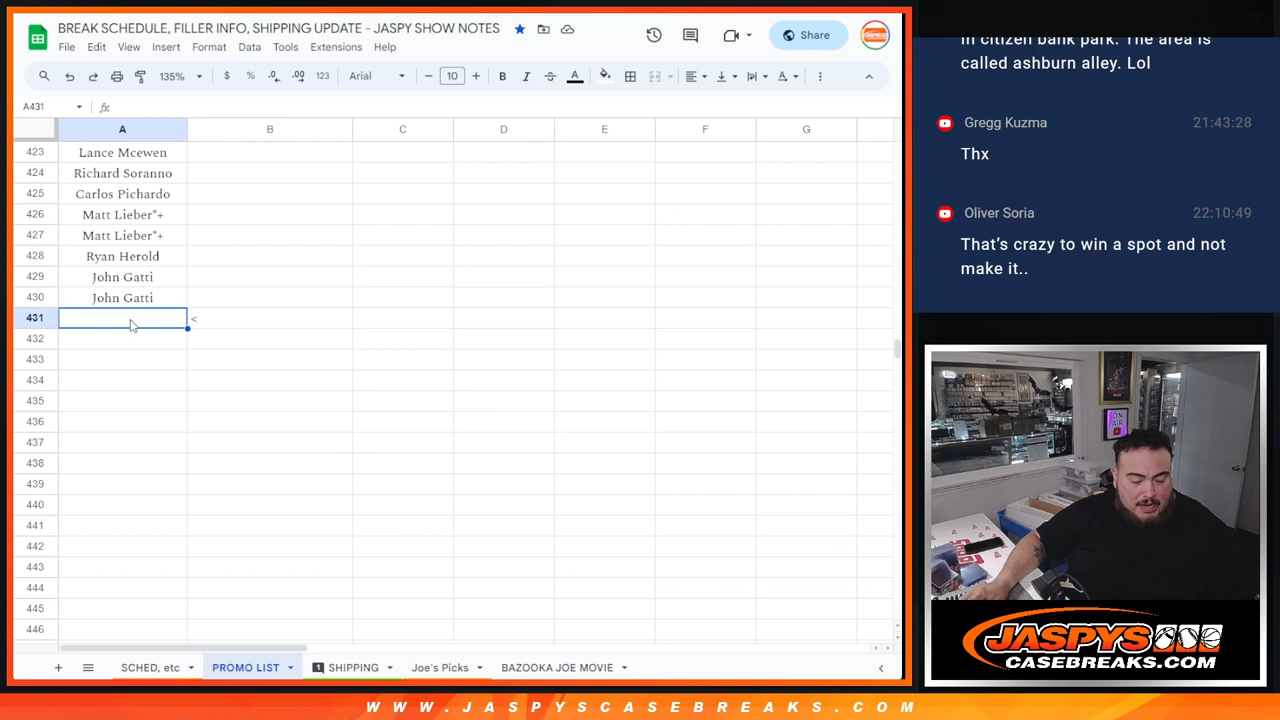 BREAK SCHEDULE, FILLER INFO, SHIPPING UPDATE - JASPY SHOW NOTES
Share
File Edit View Insert Format Data Tools Extensions Help
135% $ % .0 .00 123 Arial 10 B I A
A431 fx
A B C D E F G
423 Lance Mcewen
424 Richard Soranno
425 Carlos Pichardo
426 Matt Lieber*+
427 Matt Lieber*+
428 Ryan Herold
429 John Gatti
430 John Gatti
431 <
432
433
434
435
436
437
438
439
440
441
442
443
444
445
446
+ SCHED, etc PROMO LIST 1 SHIPPING Joe's Picks BAZOOKA JOE MOVIE
in citizen bank park. The area is
called ashburn alley. Lol
Gregg Kuzma 21:43:28
Thx
Oliver Soria 22:10:49
That's crazy to win a spot and not
make it..
ON
AIR
JASPYS
CASEBREAKS.COM
WWW.JASPYSCASEBREAKS.COM